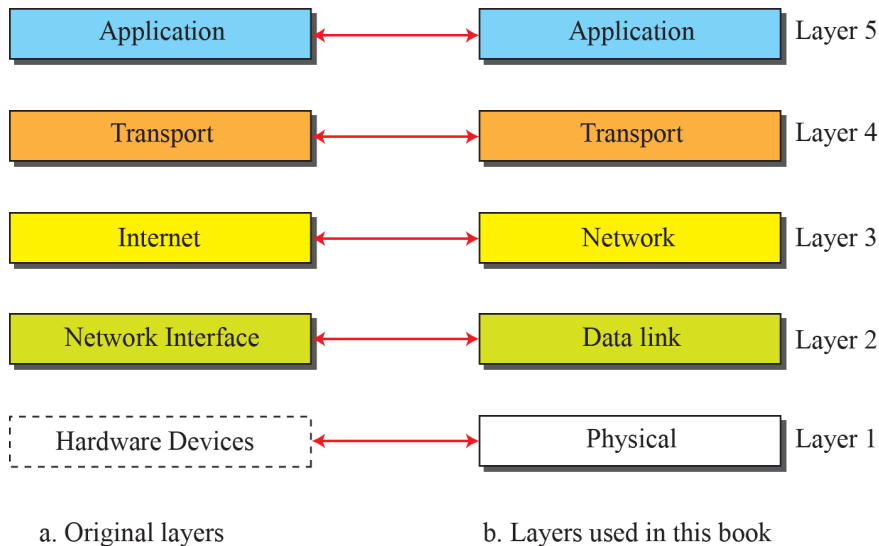 Application
Application
Layer 5
Transport
Transport
Layer 4
Internet
Network
Layer 3
Network Interface
Data link
Layer 2
Hardware Devices
Physical
Layer 1
a. Original layers
b. Layers used in this book